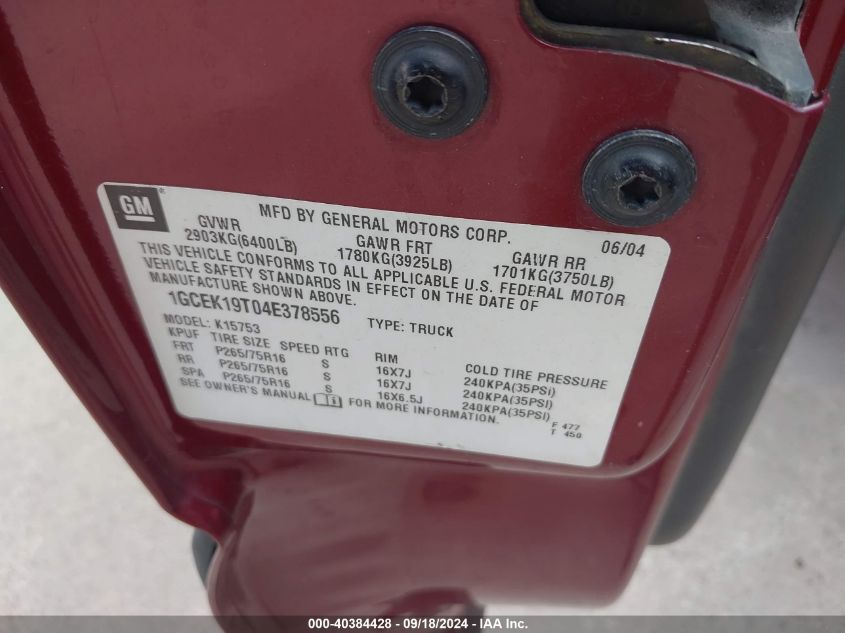 GM®
MFD BY GENERAL MOTORS CORP. 06/04
GVWR GAWR FRT GAWR RR
2903KG(6400LB) 1780KG(3925LB) 1701KG(3750LB)
THIS VEHICLE CONFORMS TO ALL APPLICABLE U.S. FEDERAL MOTOR
VEHICLE SAFETY STANDARDS IN EFFECT ON THE DATE OF
MANUFACTURE SHOWN ABOVE.
1GCEK19T04E378556 TYPE: TRUCK
MODEL: K15753
KPUF TIRE SIZE SPEED RTG RIM COLD TIRE PRESSURE
FRT P265/75R16 S 16X7J 240KPA(35PSI)
RR P265/75R16 S 16X7J 240KPA(35PSI)
SPA P265/75R16 S 16X6.5J 240KPA(35PSI)
SEE OWNER'S MANUAL FOR MORE INFORMATION.
F 477
T 450
000-40384428 - 09/18/2024 - IAA Inc.